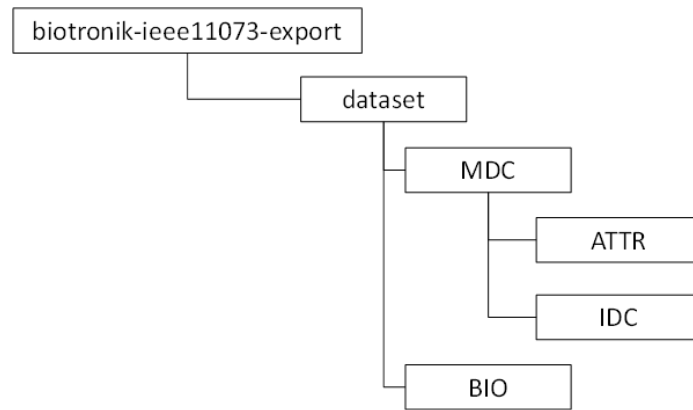 biotronik-ieee11073-export
dataset
MDC
ATTR
IDC
BIO